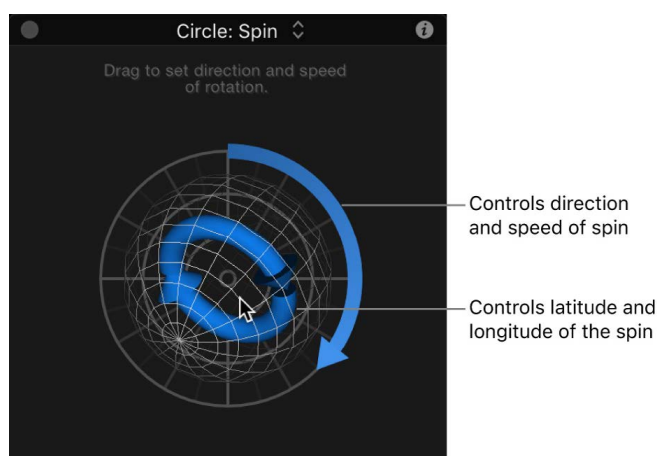 Circle: Spin
Drag to set direction and speed
of rotation.
Controls direction
and speed of spin
Controls latitude and
longitude of the spin